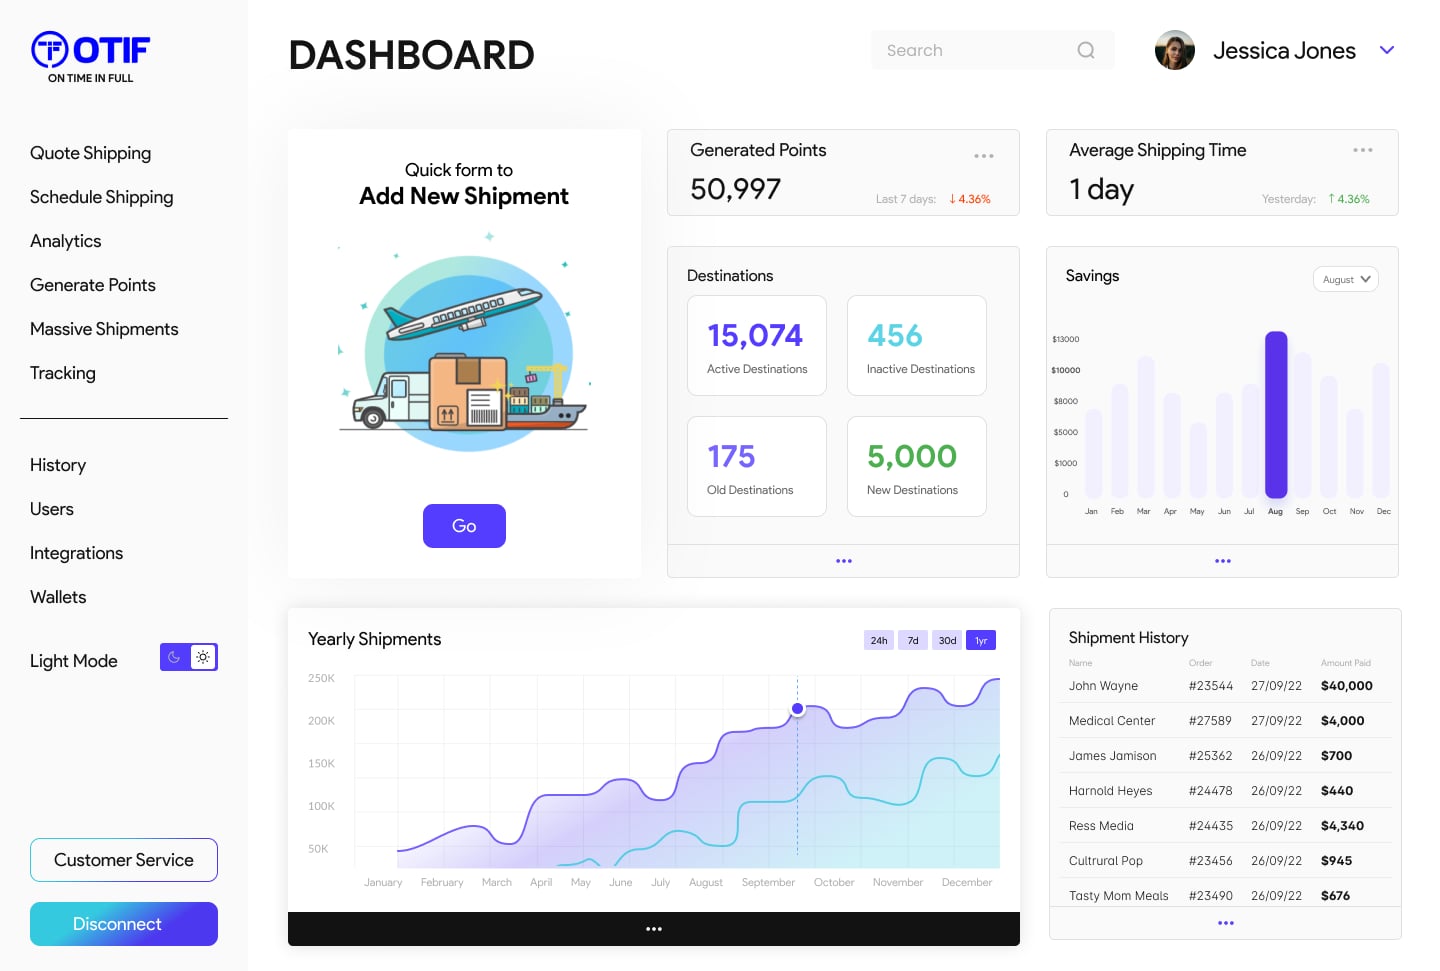 OTIF
ON TIME IN FULL
Quote Shipping
Schedule Shipping
Analytics
Generate Points
Massive Shipments
Tracking
History
Users
Integrations
Wallets
Light Mode
Customer Service
Disconnect
DASHBOARD
Search
Jessica Jones
Quick form to
Add New Shipment
Go
Generated Points
50,997
Last 7 days: ↓ 4.36%
Average Shipping Time
1 day
Yesterday: ↑ 4.36%
Destinations
15,074
Active Destinations
456
Inactive Destinations
175
Old Destinations
5,000
New Destinations
Savings
August
$13000
$10000
$8000
$5000
$1000
0
Jan Feb Mar Apr May Jun Jul Aug Sep Oct Nov Dec
Yearly Shipments
24h 7d 30d 1yr
250K
200K
150K
100K
50K
January February March April May June July August September October November December
Shipment History
Name Order Date Amount Paid
John Wayne #23544 27/09/22 $40,000
Medical Center #27589 27/09/22 $4,000
James Jamison #25362 26/09/22 $700
Harnold Heyes #24478 26/09/22 $440
Ress Media #24435 26/09/22 $4,340
Cultrural Pop #23456 26/09/22 $945
Tasty Mom Meals #23490 26/09/22 $676